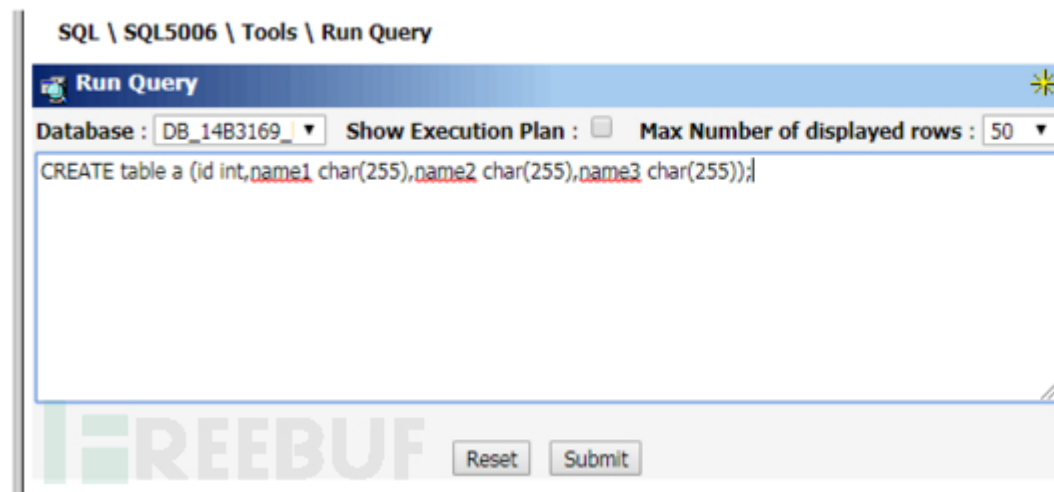 SQL \ SQL5006 \ Tools \ Run Query
Run Query
Database : DB_14B3169_ Show Execution Plan : Max Number of displayed rows : 50
CREATE table a (id int,name1 char(255),name2 char(255),name3 char(255));
REEBUF
Reset Submit